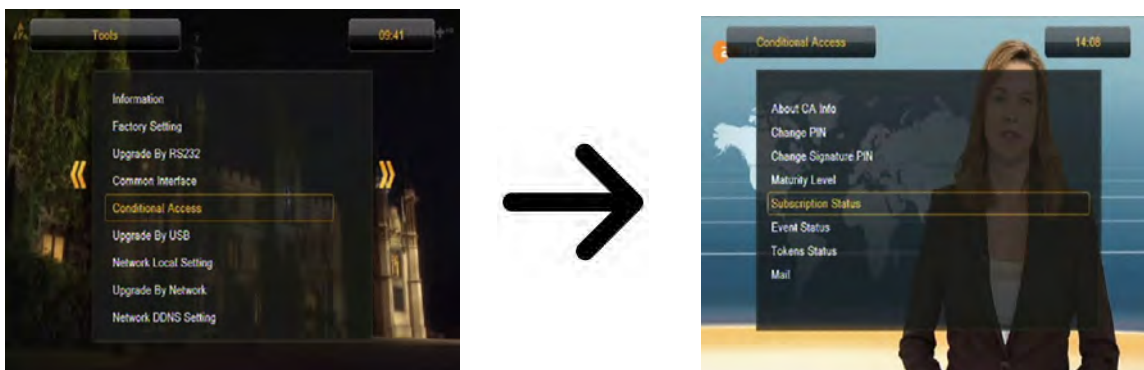 Tools
09:41
Information
Factory Setting
Upgrade By RS232
Common Interface
Conditional Access
Upgrade By USB
Network Local Setting
Upgrade By Network
Network DDNS Setting
Conditional Access
14:08
About CA Info
Change PIN
Change Signature PIN
Maturity Level
Subscription Status
Event Status
Tokens Status
Mail